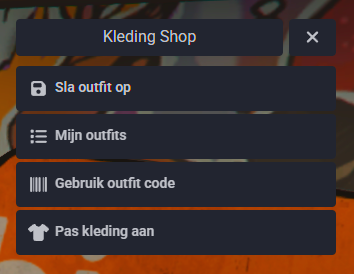 Kleding Shop
Sla outfit op
Mijn outfits
Gebruik outfit code
Pas kleding aan